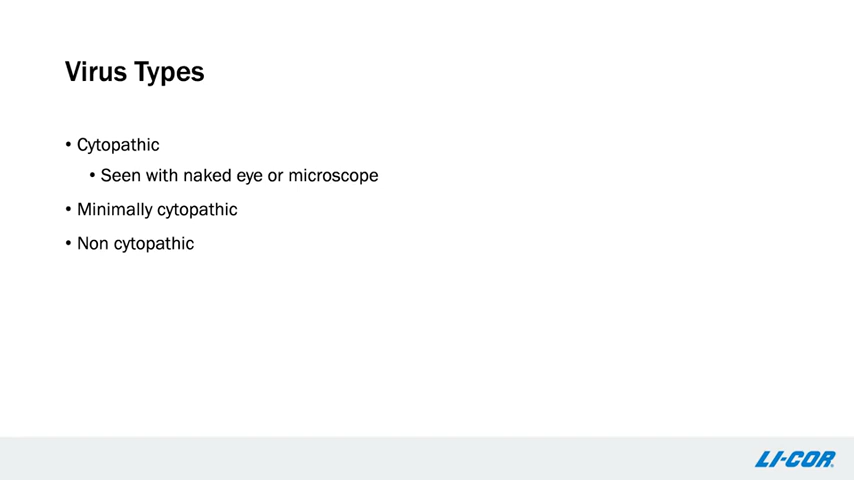 Virus Types
• Cytopathic
• Seen with naked eye or microscope
• Minimally cytopathic
• Non cytopathic
LI-COR®